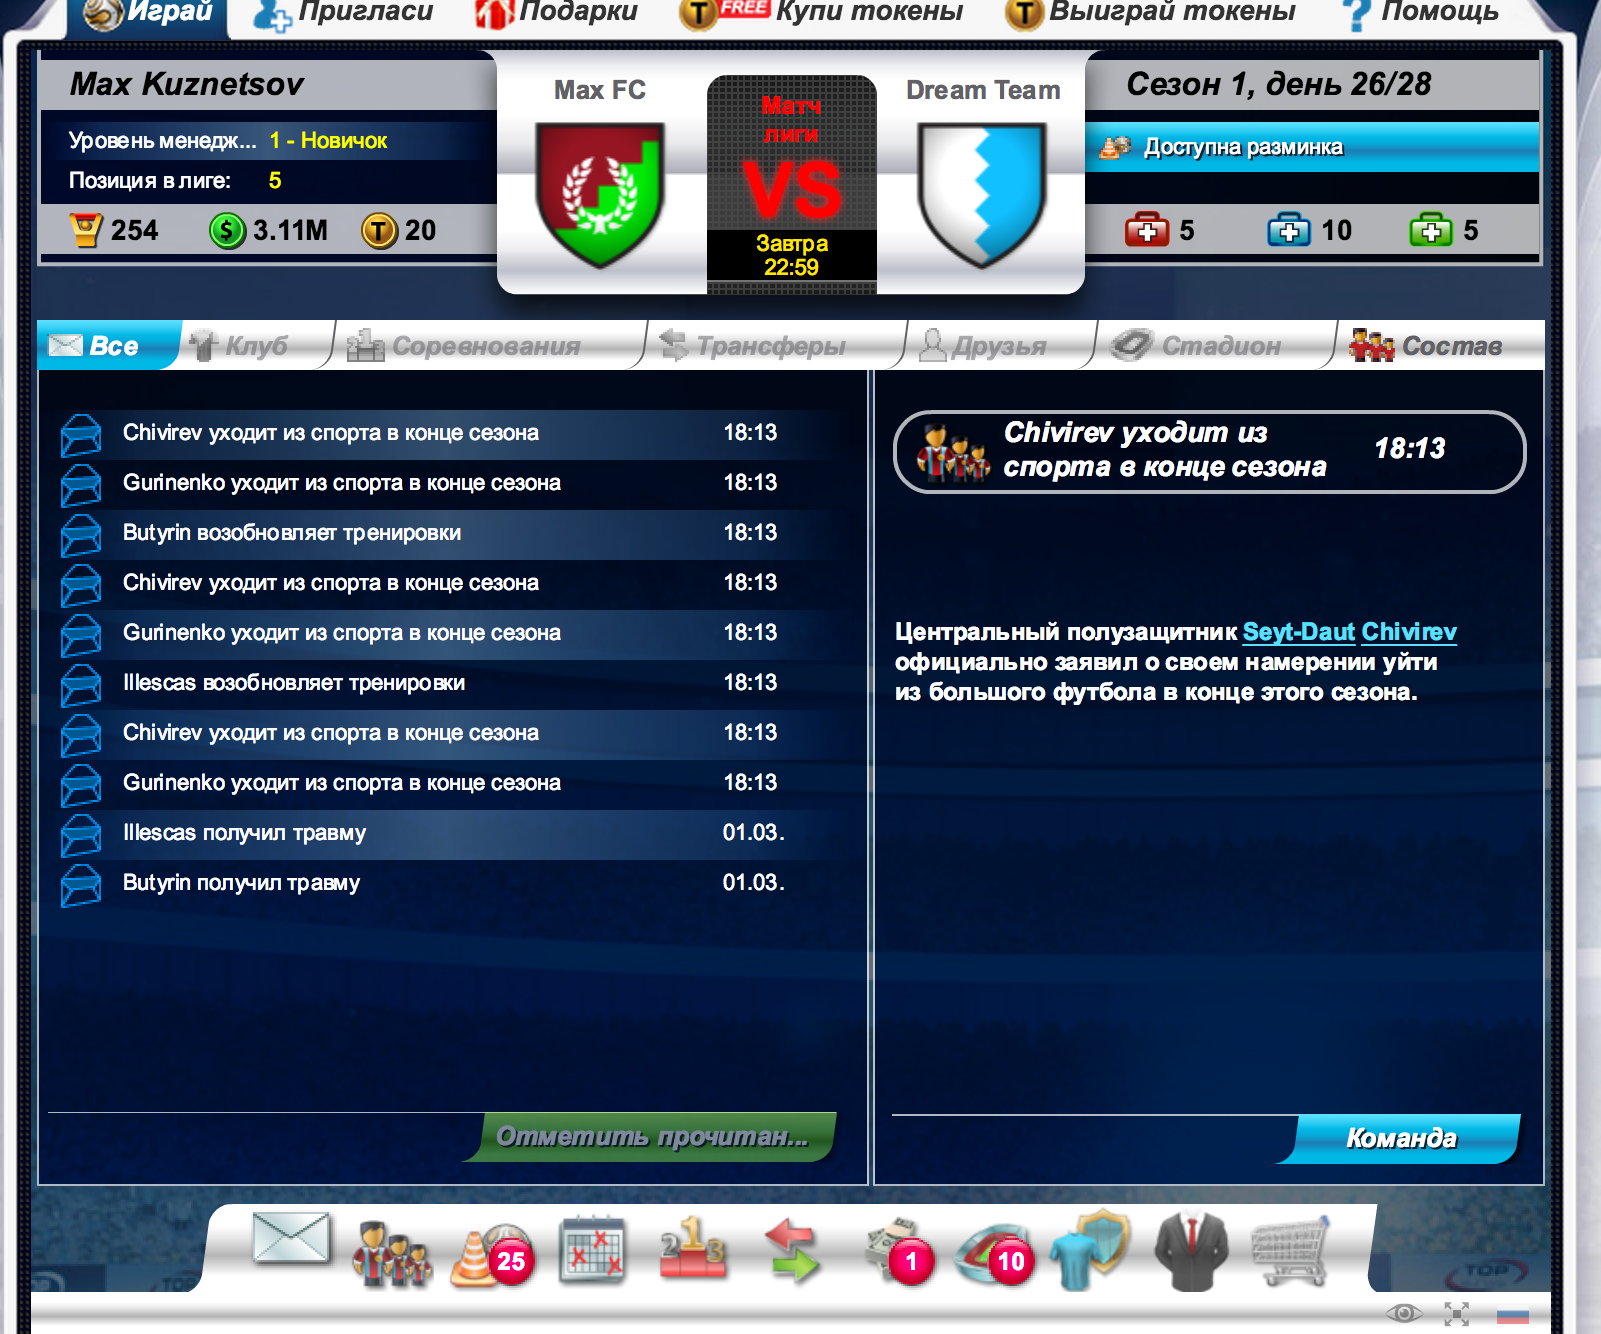 Играй Пригласи Подарки FREE Купи токены Выиграй токены Помощь
Max Kuznetsov
Уровень менедж... 1 - Новичок
Позиция в лиге: 5
254 3.11M 20
Max FC
Матч
лиги
VS
Завтра
22:59
Dream Team
Сезон 1, день 26/28
Доступна разминка
5 10 5
Все Клуб Соревнования Трансферы Друзья Стадион Состав
Chivirev уходит из спорта в конце сезона 18:13
Gurinenko уходит из спорта в конце сезона 18:13
Butyrin возобновляет тренировки 18:13
Chivirev уходит из спорта в конце сезона 18:13
Gurinenko уходит из спорта в конце сезона 18:13
Illescas возобновляет тренировки 18:13
Chivirev уходит из спорта в конце сезона 18:13
Gurinenko уходит из спорта в конце сезона 18:13
Illescas получил травму 01.03.
Butyrin получил травму 01.03.
Отметить прочитан...
Chivirev уходит из
спорта в конце сезона
18:13
Центральный полузащитник Seyt-Daut Chivirev
официально заявил о своем намерении уйти
из большого футбола в конце этого сезона.
Команда
25 1 10
TOP
TOP